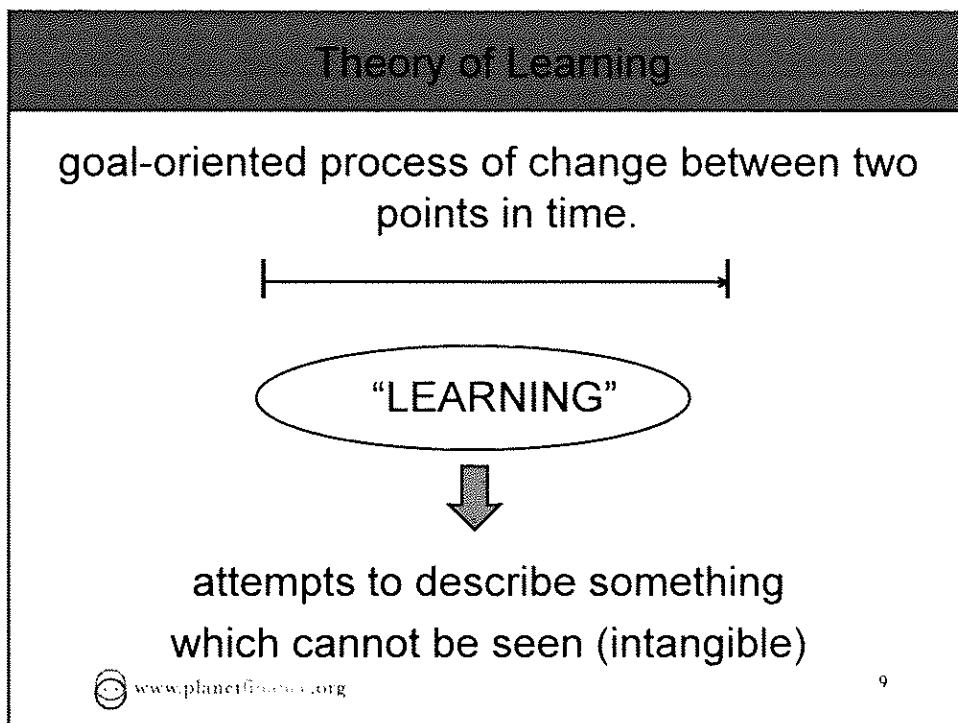 Theory of Learning
goal-oriented process of change between two
points in time.
“LEARNING”
attempts to describe something
which cannot be seen (intangible)
9